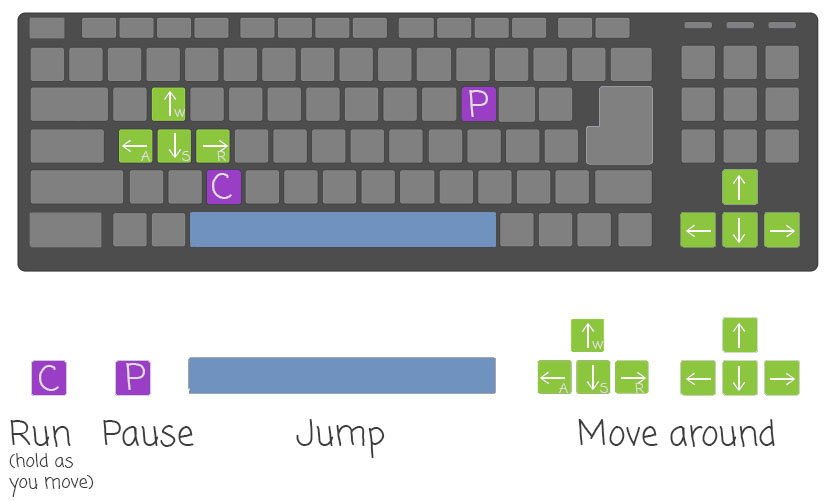 ↑W
P
←A ↓S →R
C
↑
← ↓ →
↑W
↑
C
P
←A ↓S →R
← ↓ →
Run
Pause
Jump
Move around
(hold as
you move)